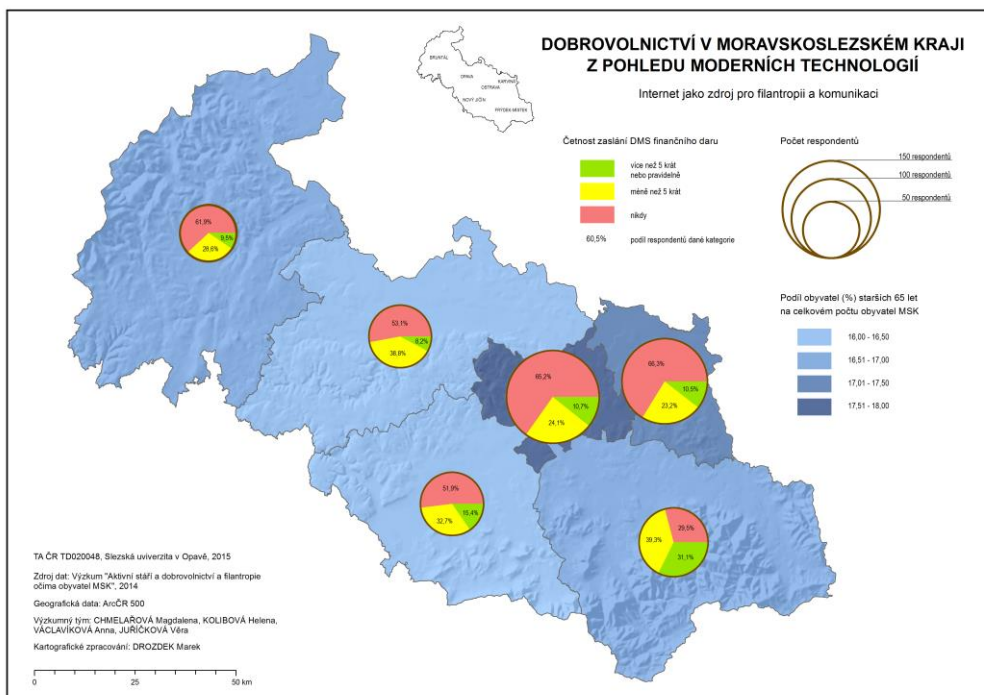 DOBROVOLNICTVÍ V MORAVSKOSLEZSKÉM KRAJI
Z POHLEDU MODERNÍCH TECHNOLOGIÍ
Internet jako zdroj pro filantropii a komunikaci
BRUNTÁL
OPAVA
KARVINÁ
OSTRAVA
NOVÝ JIČÍN
FRÝDEK-MÍSTEK
Četnost zaslání DMS finančního daru
více než 5 krát
nebo pravidelně
méně než 5 krát
nikdy
60,5%
podíl respondentů dané kategorie
Počet respondentů
150 respondentů
100 respondentů
50 respondentů
Podíl obyvatel (%) starších 65 let
na celkovém počtu obyvatel MSK
16,00 - 16,50
16,51 - 17,00
17,01 - 17,50
17,51 - 18,00
61,9%
9,5%
28,6%
53,1%
8,2%
38,8%
65,2%
10,7%
24,1%
66,3%
10,5%
23,2%
51,9%
15,4%
32,7%
29,5%
39,3%
31,1%
TA ČR TD020048, Slezská uviverzita v Opavě, 2015
Zdroj dat: Výzkum "Aktivní stáří a dobrovolnictví a filantropie
očima obyvatel MSK", 2014
Geografická data: ArcČR 500
Výzkumný tým: CHMELAŘOVÁ Magdalena, KOLIBOVÁ Helena,
VÁCLAVÍKOVÁ Anna, JUŘÍČKOVÁ Věra
Kartografické zpracování: DROZDEK Marek
0 25 50 km